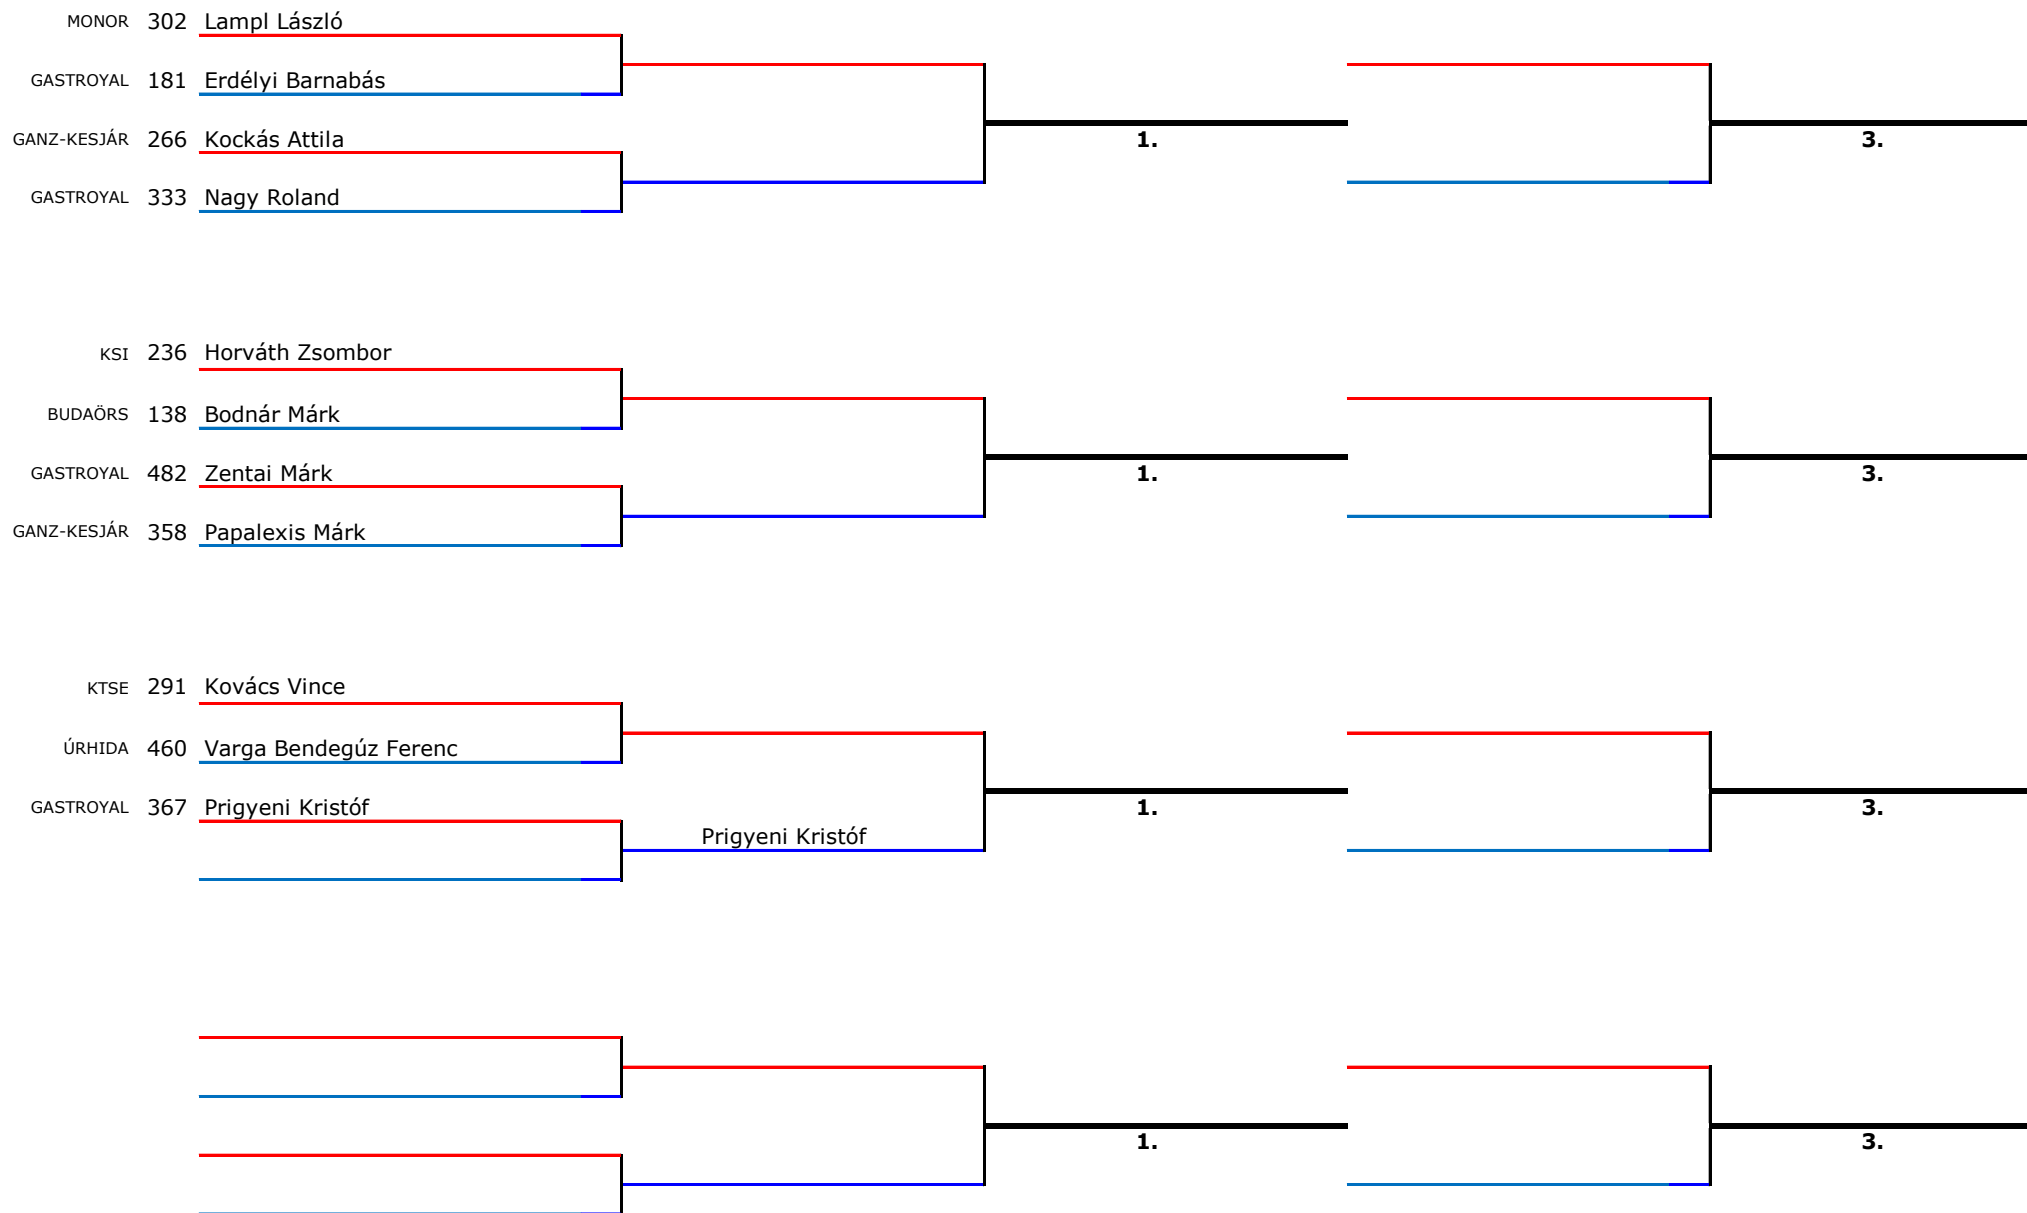 MONOR 302 Lampl László
GASTROYAL 181 Erdélyi Barnabás
GANZ-KESJÁR 266 Kockás Attila
1. 3.
GASTROYAL 333 Nagy Roland
KSI 236 Horváth Zsombor
BUDAÖRS 138 Bodnár Márk
GASTROYAL 482 Zentai Márk
1. 3.
GANZ-KESJÁR 358 Papalexis Márk
KTSE 291 Kovács Vince
ÚRHIDA 460 Varga Bendegúz Ferenc
GASTROYAL 367 Prigyeni Kristóf
1. 3.
Prigyeni Kristóf
1. 3.